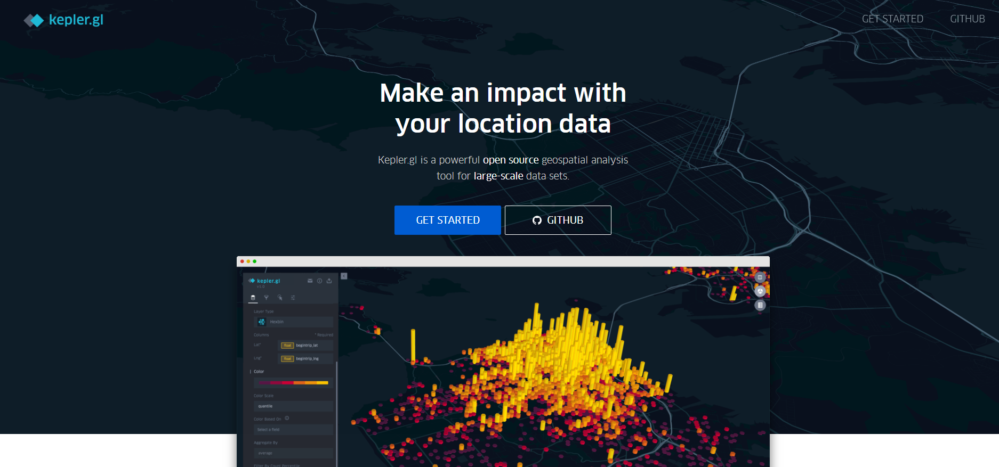 kepler.gl
GET STARTED
GITHUB
Make an impact with
your location data
Kepler.gl is a powerful open source geospatial analysis
tool for large-scale data sets.
GET STARTED
GITHUB
kepler.gl
v1.0
Layer Type
Hexbin
Columns
* Required
Lat*
float
begintrip_lat
Lng*
float
begintrip_lng
Color
Color Scale
quantile
Color Based On
Select a field
Aggregate By
average
Filter By Count Percentile